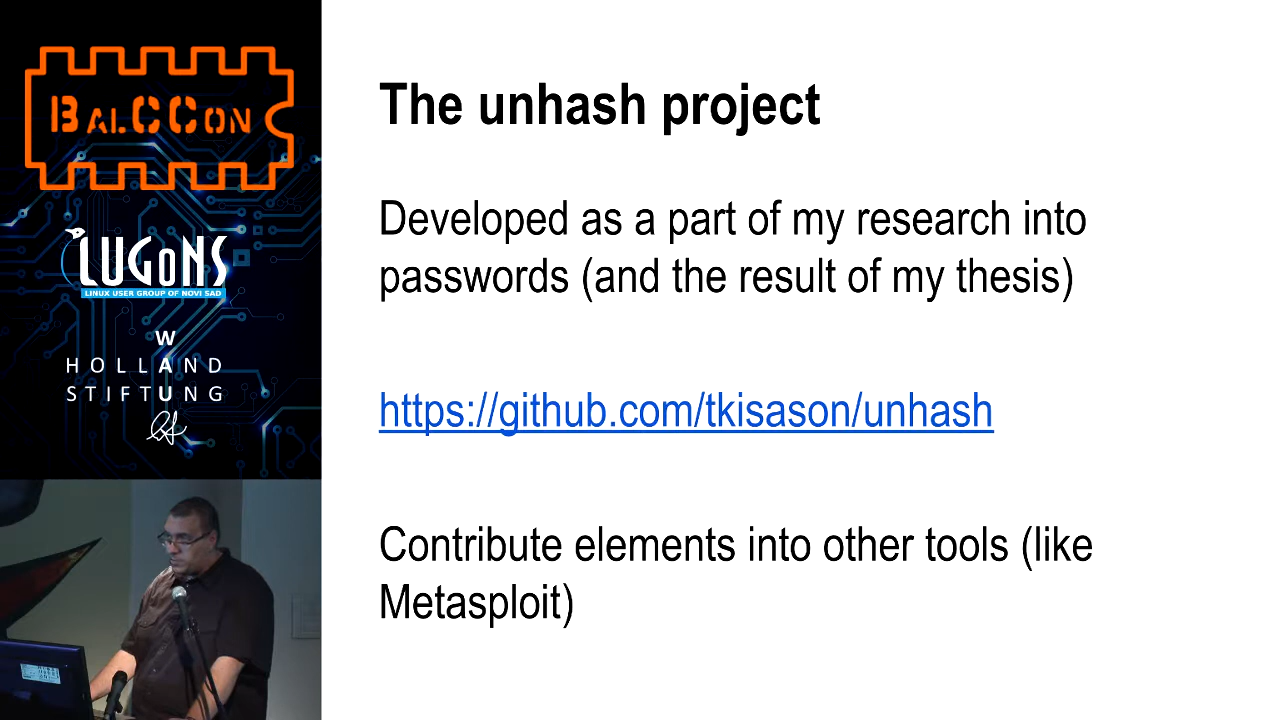 BALCCON
LUGONS
LINUX USER GROUP OF NOVI SAD
W
HOLLAND
STIFTUNG
The unhash project
Developed as a part of my research into
passwords (and the result of my thesis)
https://github.com/tkisason/unhash
Contribute elements into other tools (like
Metasploit)